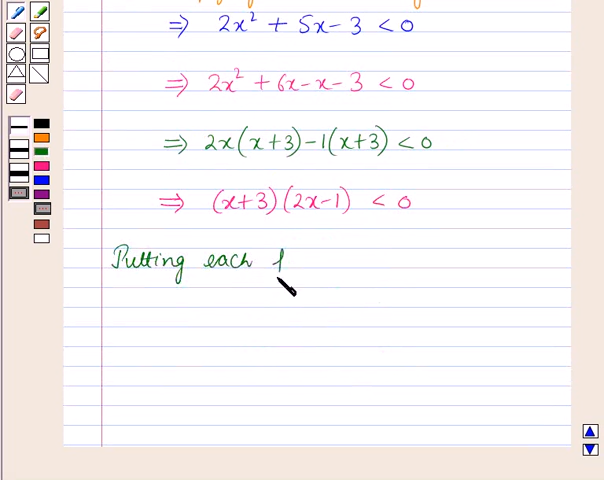 ⇒ 2x² + 5x - 3 < 0
⇒ 2x² + 6x - x - 3 < 0
⇒ 2x(x+3) - 1(x+3) < 0
⇒ (x+3)(2x-1) < 0
Putting each f